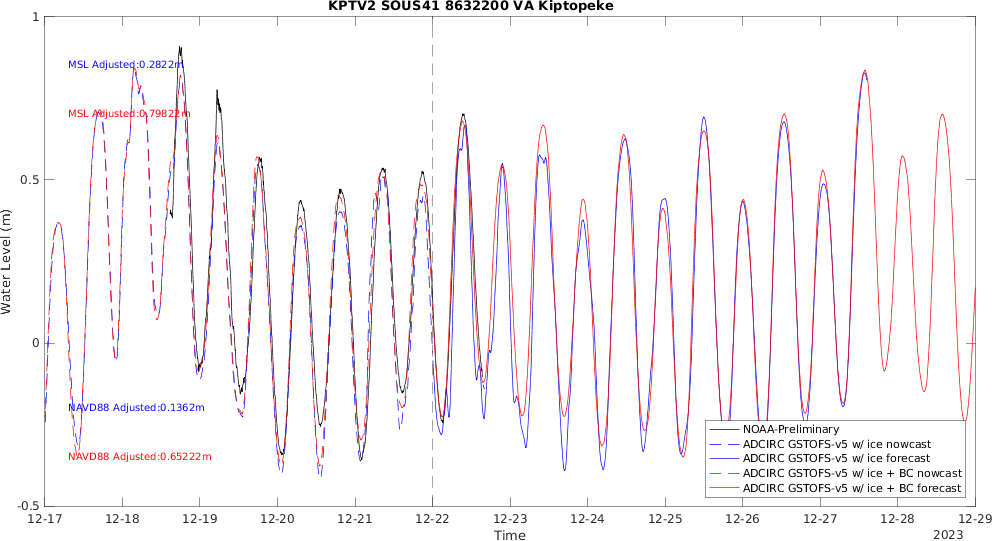 KPTV2 SOUS41 8632200 VA Kiptopeke
1
MSL Adjusted:0.2822m
MSL Adjusted:0.79822m
0.5
Water Level (m)
0
NAVD88 Adjusted:0.1362m
NAVD88 Adjusted:0.65222m
-0.5
NOAA-Preliminary
ADCIRC GSTOFS-v5 w/ ice nowcast
ADCIRC GSTOFS-v5 w/ ice forecast
ADCIRC GSTOFS-v5 w/ ice + BC nowcast
ADCIRC GSTOFS-v5 w/ ice + BC forecast
12-17 12-18 12-19 12-20 12-21 12-22 12-23 12-24 12-25 12-26 12-27 12-28 12-29
Time
2023